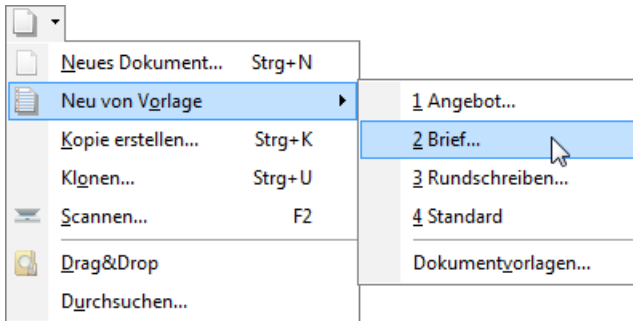 Neues Dokument... Strg+N
Neu von Vorlage
Kopie erstellen... Strg+K
Klonen... Strg+U
Scannen... F2
Drag&Drop
Durchsuchen...
1 Angebot...
2 Brief...
3 Rundschreiben...
4 Standard
Dokumentvorlagen...